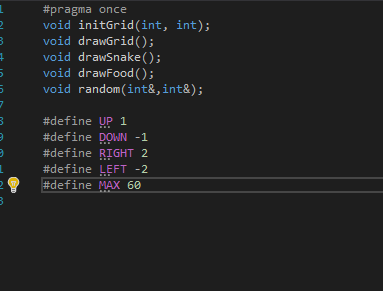 #pragma once
void initGrid(int, int);
void drawGrid();
void drawSnake();
void drawFood();
void random(int&,int&);
#define UP 1
#define DOWN -1
#define RIGHT 2
#define LEFT -2
#define MAX 60